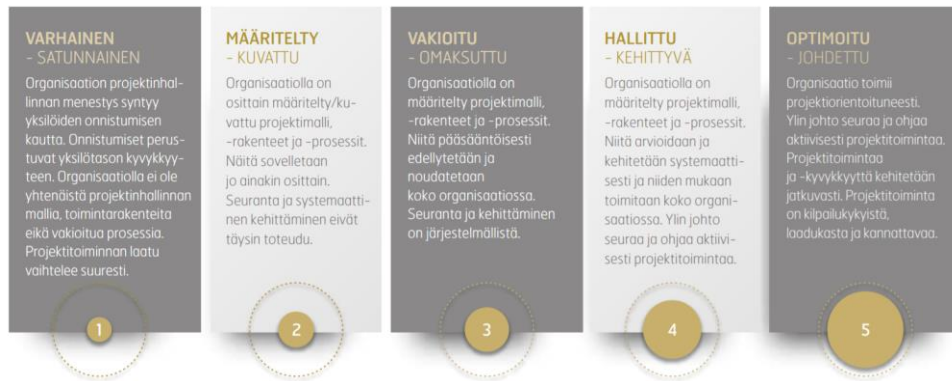 VARHAINEN
- SATUNNAINEN
Organisaation projektinhal-
linnan menestys syntyy
yksilöiden onnistumisen
kautta. Onnistumiset perus-
tuvat yksilötason kyvykkyy-
teen. Organisaatiolla ei ole
yhtenäistä projektinhallinnan
mallia, toimintarakenteita
eikä vakioitua prosessia.
Projektitoiminnan laatu
vaihtelee suuresti.
1
MÄÄRITELTY
- KUVATTU
Organisaatiolla on
osittain määritelty/ku-
vattu projektimalli,
-rakenteet ja -prosessit.
Näitä sovelletaan
jo ainakin osittain.
Seuranta ja systemaatti-
nen kehittäminen eivät
täysin toteudu.
2
VAKIOITU
- OMAKSUTTU
Organisaatiolla on
määritelty projektimalli,
-rakenteet ja -prosessit.
Niitä pääsääntöisesti
edellytetään ja
noudatetaan
koko organisaatiossa.
Seuranta ja kehittäminen
on järjestelmällistä.
3
HALLITTU
- KEHITTYVÄ
Organisaatiolla on
määritelty projektimalli,
-rakenteet ja -prosessit.
Niitä arvioidaan ja
kehitetään systemaatti-
sesti ja niiden mukaan
toimitaan koko organi-
saatiossa. Ylin johto
seuraa ja ohjaa aktiivi-
sesti projektitoimintaa.
4
OPTIMOITU
- JOHDETTU
Organisaatio toimii
projektiorientoituneesti.
Ylin johto seuraa ja ohjaa
aktiivisesti projektitoimintaa.
Projektitoimintaa
ja -kyvykkyyttä kehitetään
jatkuvasti. Projektitoiminta
on kilpailukykyistä,
laadukasta ja kannattavaa.
5